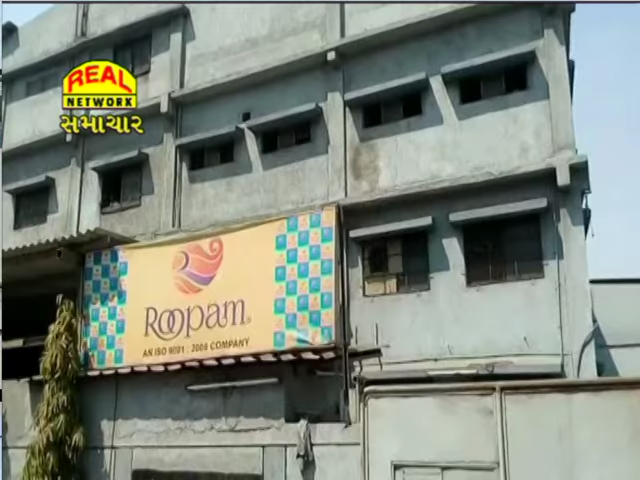 REAL
NETWORK
સમાચાર
Roopam
AN ISO 9001 : 2008 COMPANY